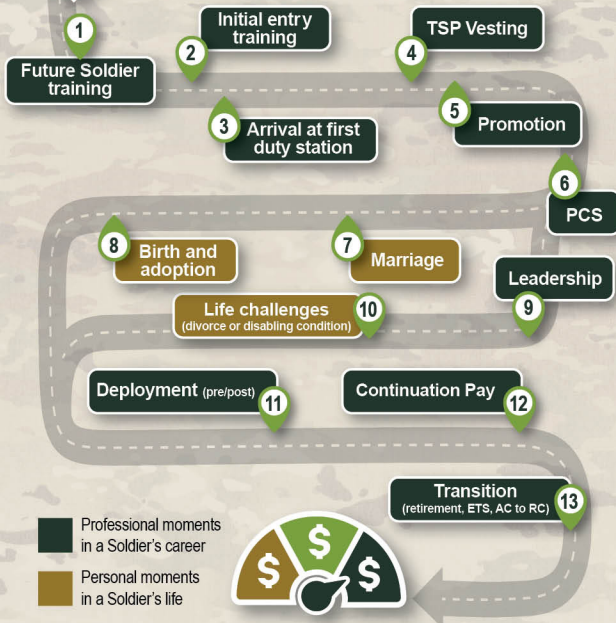 1
Future Soldier
training
2
Initial entry
training
3
Arrival at first
duty station
4
TSP Vesting
5
Promotion
6
PCS
7
Marriage
8
Birth and
adoption
9
Leadership
10
Life challenges
(divorce or disabling condition)
11
Deployment (pre/post)
12
Continuation Pay
13
Transition
(retirement, ETS, AC to RC)
Professional moments
in a Soldier's career
Personal moments
in a Soldier's life
$
$
$